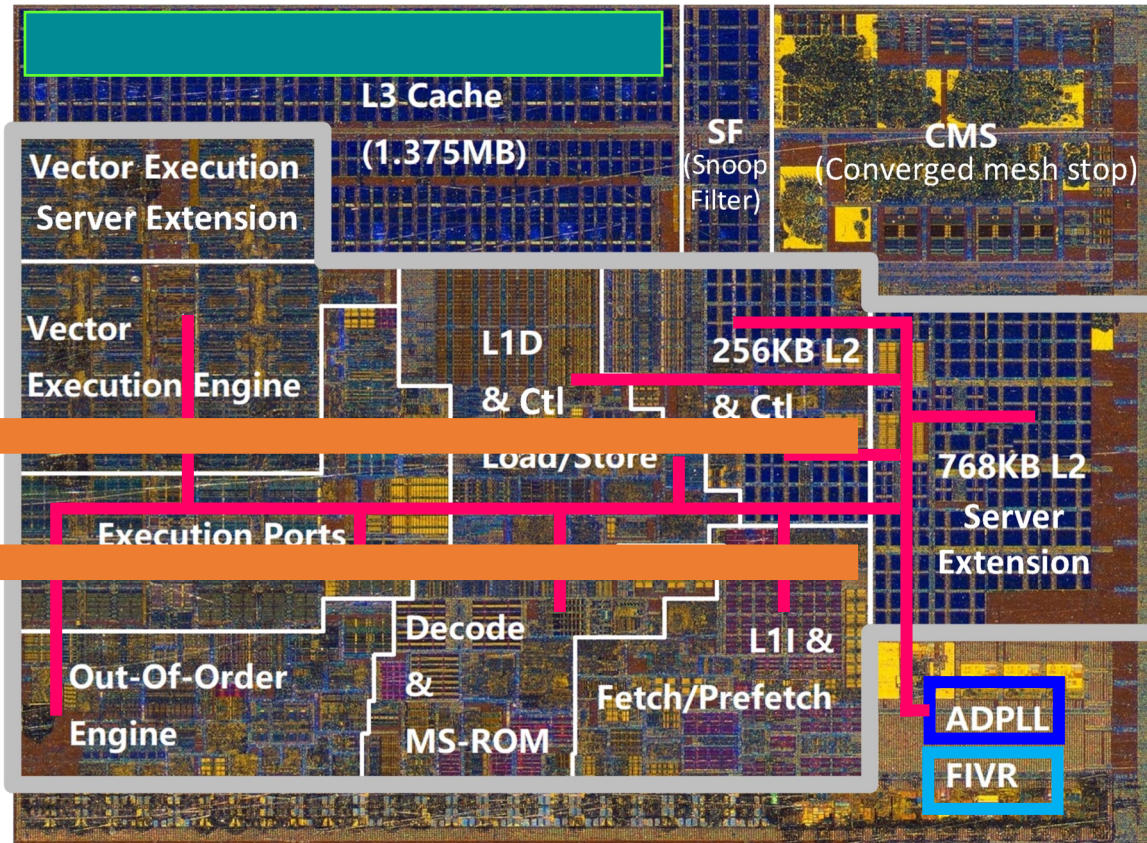 L3 Cache
(1.375MB)
SF
(Snoop
Filter)
CMS
(Converged mesh stop)
Vector Execution
Server Extension
Vector
Execution Engine
L1D
& Ctl
256KB L2
& Ctl
Load/Store
768KB L2
Server
Extension
Execution Ports
Out-Of-Order
Engine
Decode
&
MS-ROM
L1I &
Fetch/Prefetch
ADPLL
FIVR